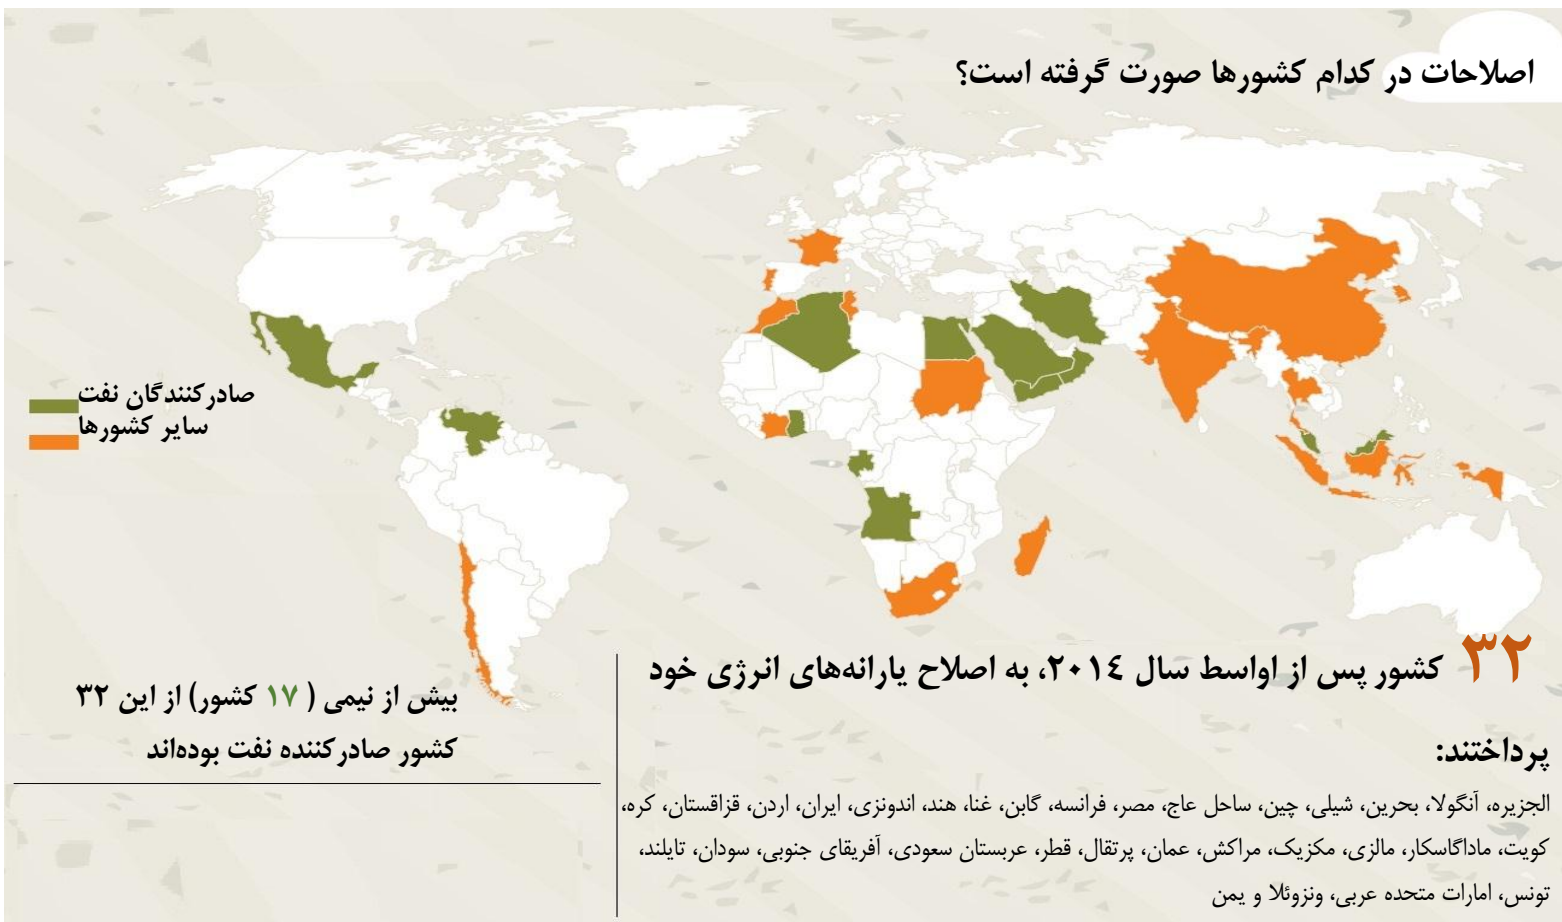 اصلاحات در کدام کشورها صورت گرفته است؟
صادرکنندگان نفت
سایر کشورها
۳۲ کشور پس از اواسط سال ۲۰۱٤، به اصلاح یارانه‌های انرژی خود
پرداختند:
الجزیره، آنگولا، بحرین، شیلی، چین، ساحل عاج، مصر، فرانسه، گابن، غنا، هند، اندونزی، ایران، اردن، قزاقستان، کره،
کویت، ماداگاسکار، مالزی، مکزیک، مراکش، عمان، پرتقال، قطر، عربستان سعودی، آفریقای جنوبی، سودان، تایلند،
تونس، امارات متحده عربی، ونزوئلا و یمن
بیش از نیمی ( ۱۷ کشور) از این ۳۲
کشور صادرکننده نفت بوده‌اند